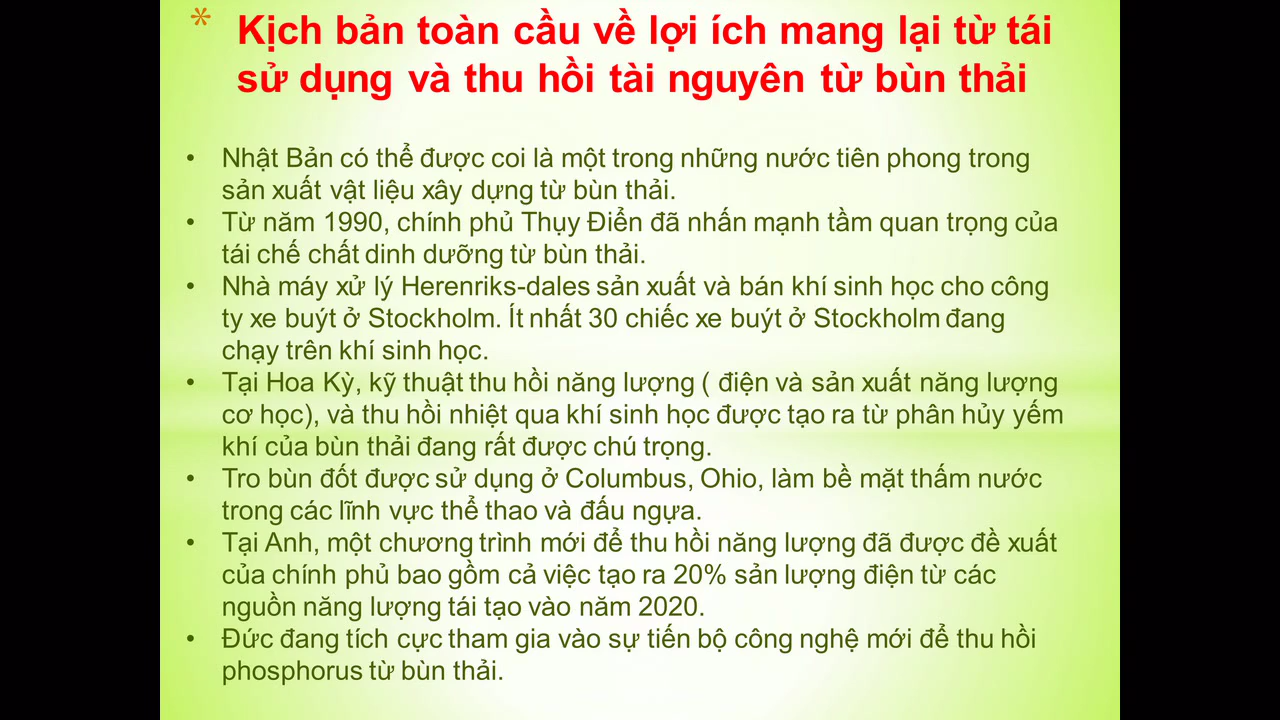 * Kịch bản toàn cầu về lợi ích mang lại từ tái
sử dụng và thu hồi tài nguyên từ bùn thải
• Nhật Bản có thể được coi là một trong những nước tiên phong trong
sản xuất vật liệu xây dựng từ bùn thải.
• Từ năm 1990, chính phủ Thụy Điển đã nhấn mạnh tầm quan trọng của
tái chế chất dinh dưỡng từ bùn thải.
• Nhà máy xử lý Herenriks-dales sản xuất và bán khí sinh học cho công
ty xe buýt ở Stockholm. Ít nhất 30 chiếc xe buýt ở Stockholm đang
chạy trên khí sinh học.
• Tại Hoa Kỳ, kỹ thuật thu hồi năng lượng ( điện và sản xuất năng lượng
cơ học), và thu hồi nhiệt qua khí sinh học được tạo ra từ phân hủy yếm
khí của bùn thải đang rất được chú trọng.
• Tro bùn đốt được sử dụng ở Columbus, Ohio, làm bề mặt thấm nước
trong các lĩnh vực thể thao và đấu ngựa.
• Tại Anh, một chương trình mới để thu hồi năng lượng đã được đề xuất
của chính phủ bao gồm cả việc tạo ra 20% sản lượng điện từ các
nguồn năng lượng tái tạo vào năm 2020.
• Đức đang tích cực tham gia vào sự tiến bộ công nghệ mới để thu hồi
phosphorus từ bùn thải.